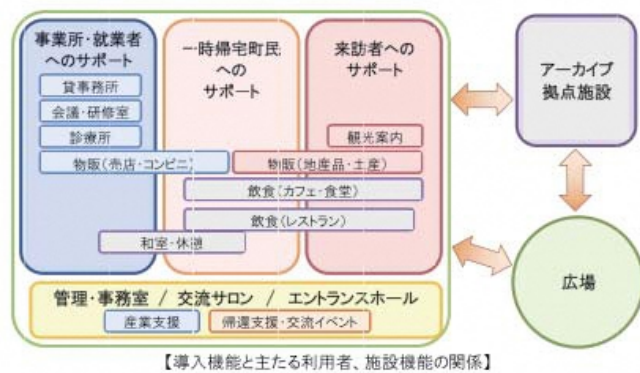 事業所・就業者
へのサポート
一時帰宅町民
への
サポート
来訪者への
サポート
貸事務所
会議・研修室
診療所
観光案内
物販(売店・コンビニ)
物販(地産品・土産)
飲食(カフェ・食堂)
飲食(レストラン)
和室・休憩
管理・事務室 / 交流サロン / エントランスホール
産業支援
帰還支援・交流イベント
アーカイブ
拠点施設
広場
【導入機能と主たる利用者、施設機能の関係】